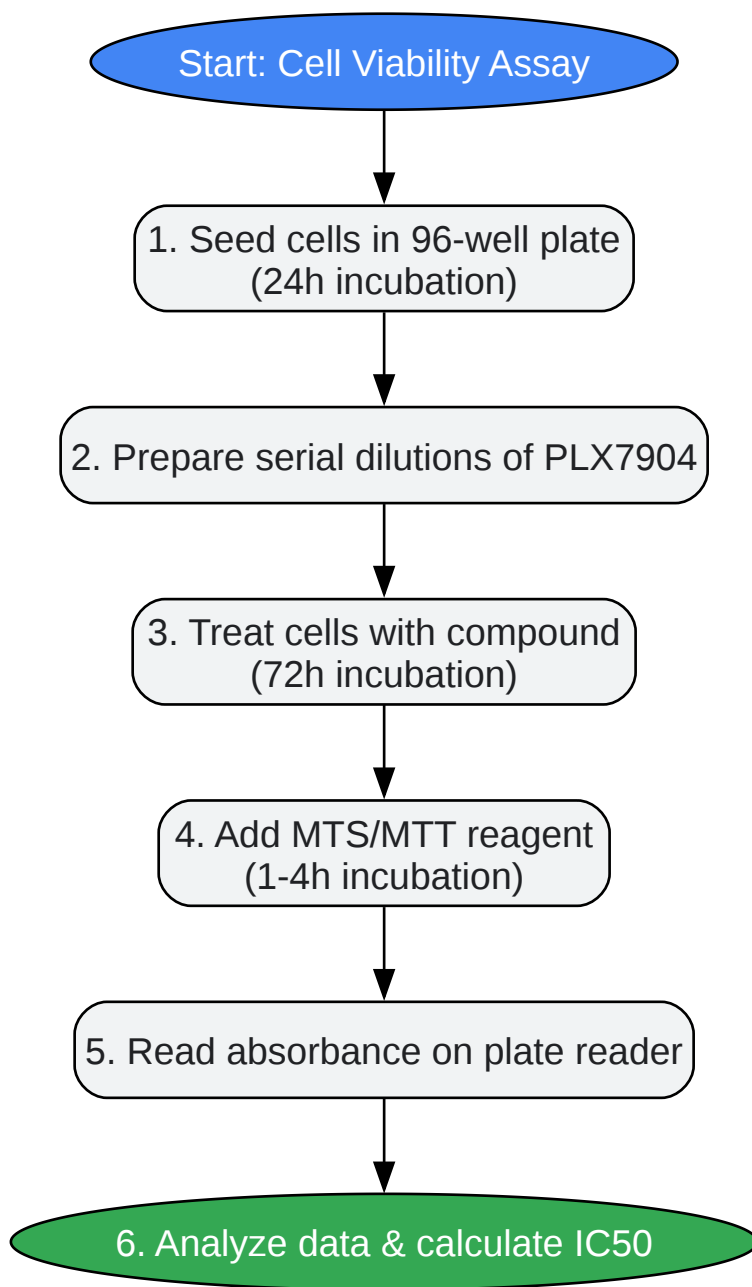 Start: Cell Viability Assay
1. Seed cells in 96-well plate
(24h incubation)
2. Prepare serial dilutions of PLX7904
3. Treat cells with compound
(72h incubation)
4. Add MTS/MTT reagent
(1-4h incubation)
5. Read absorbance on plate reader
6. Analyze data & calculate IC50